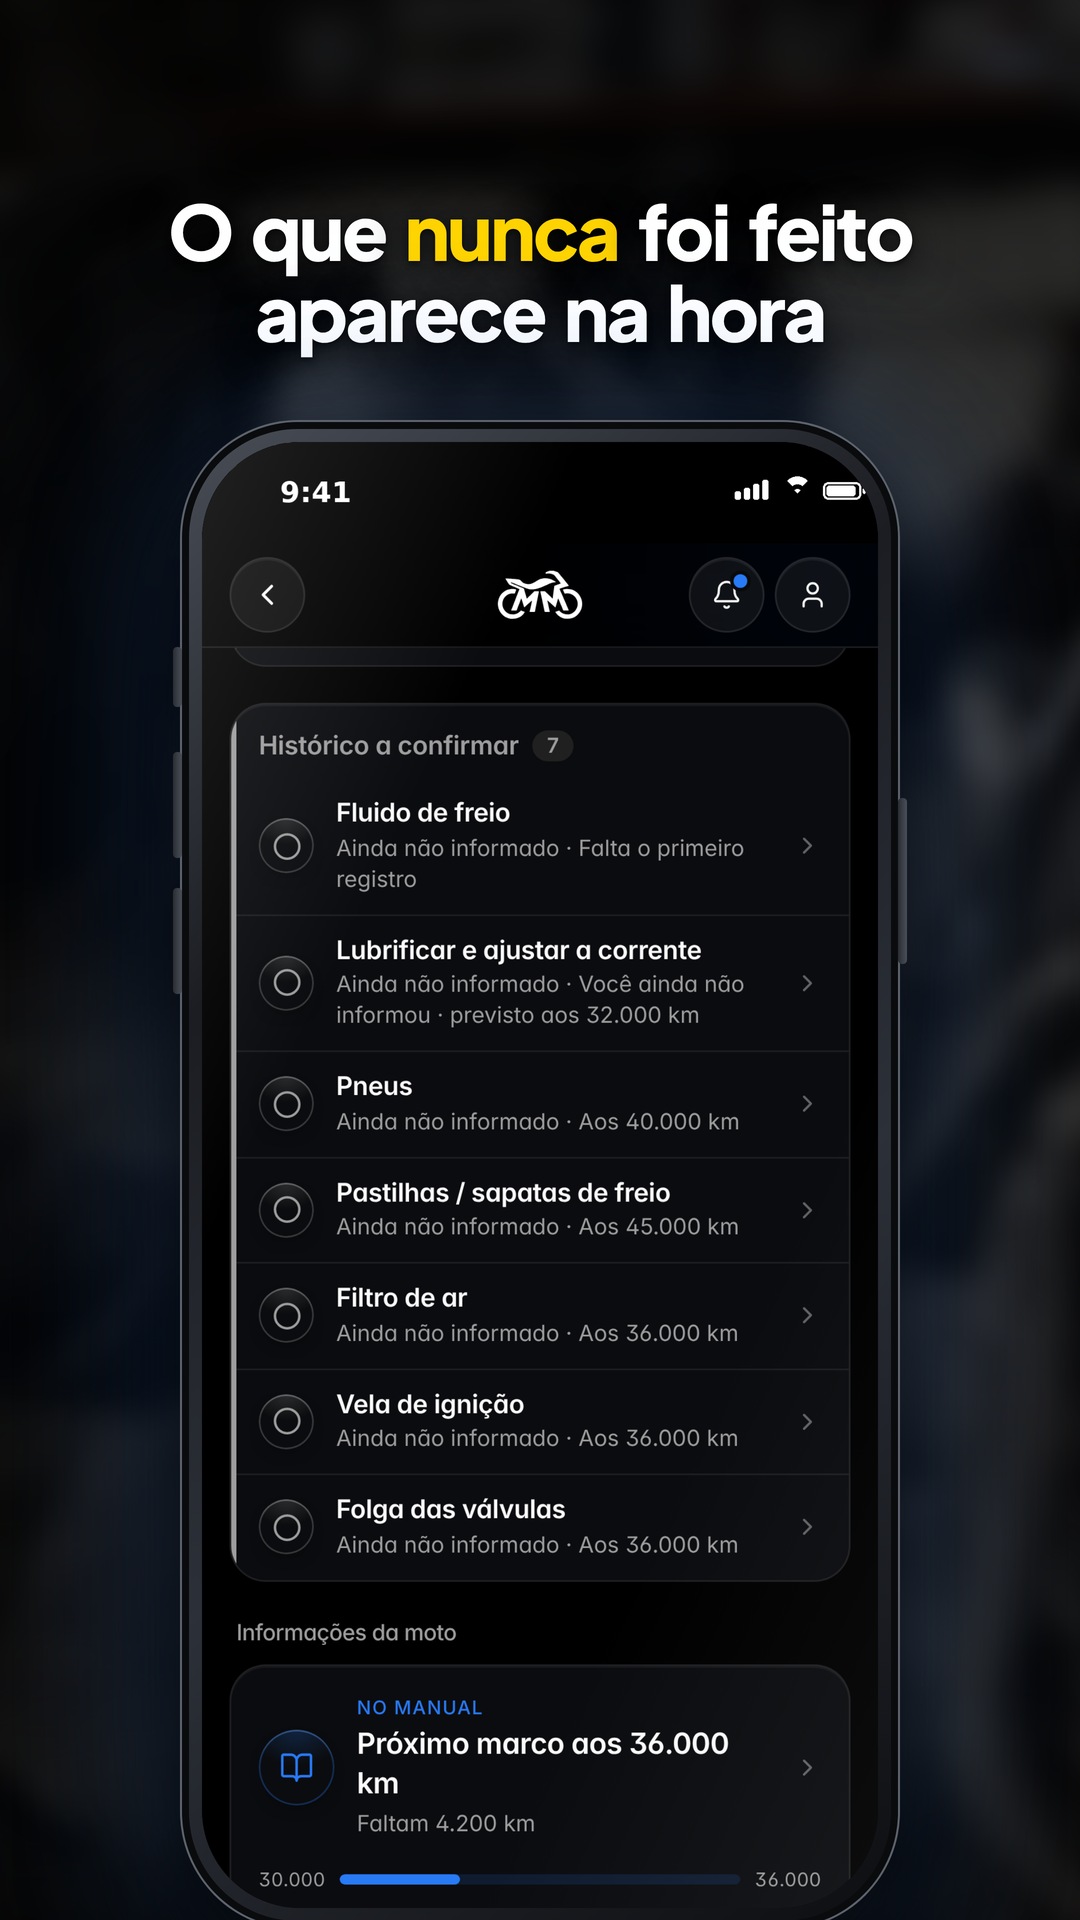 O que nunca foi feito
aparece na hora
9:41
MM
Histórico a confirmar 7
Fluido de freio
Ainda não informado · Falta o primeiro
registro
Lubrificar e ajustar a corrente
Ainda não informado · Você ainda não
informou · previsto aos 32.000 km
Pneus
Ainda não informado · Aos 40.000 km
Pastilhas / sapatas de freio
Ainda não informado · Aos 45.000 km
Filtro de ar
Ainda não informado · Aos 36.000 km
Vela de ignição
Ainda não informado · Aos 36.000 km
Folga das válvulas
Ainda não informado · Aos 36.000 km
Informações da moto
NO MANUAL
Próximo marco aos 36.000
km
Faltam 4.200 km
30.000 36.000